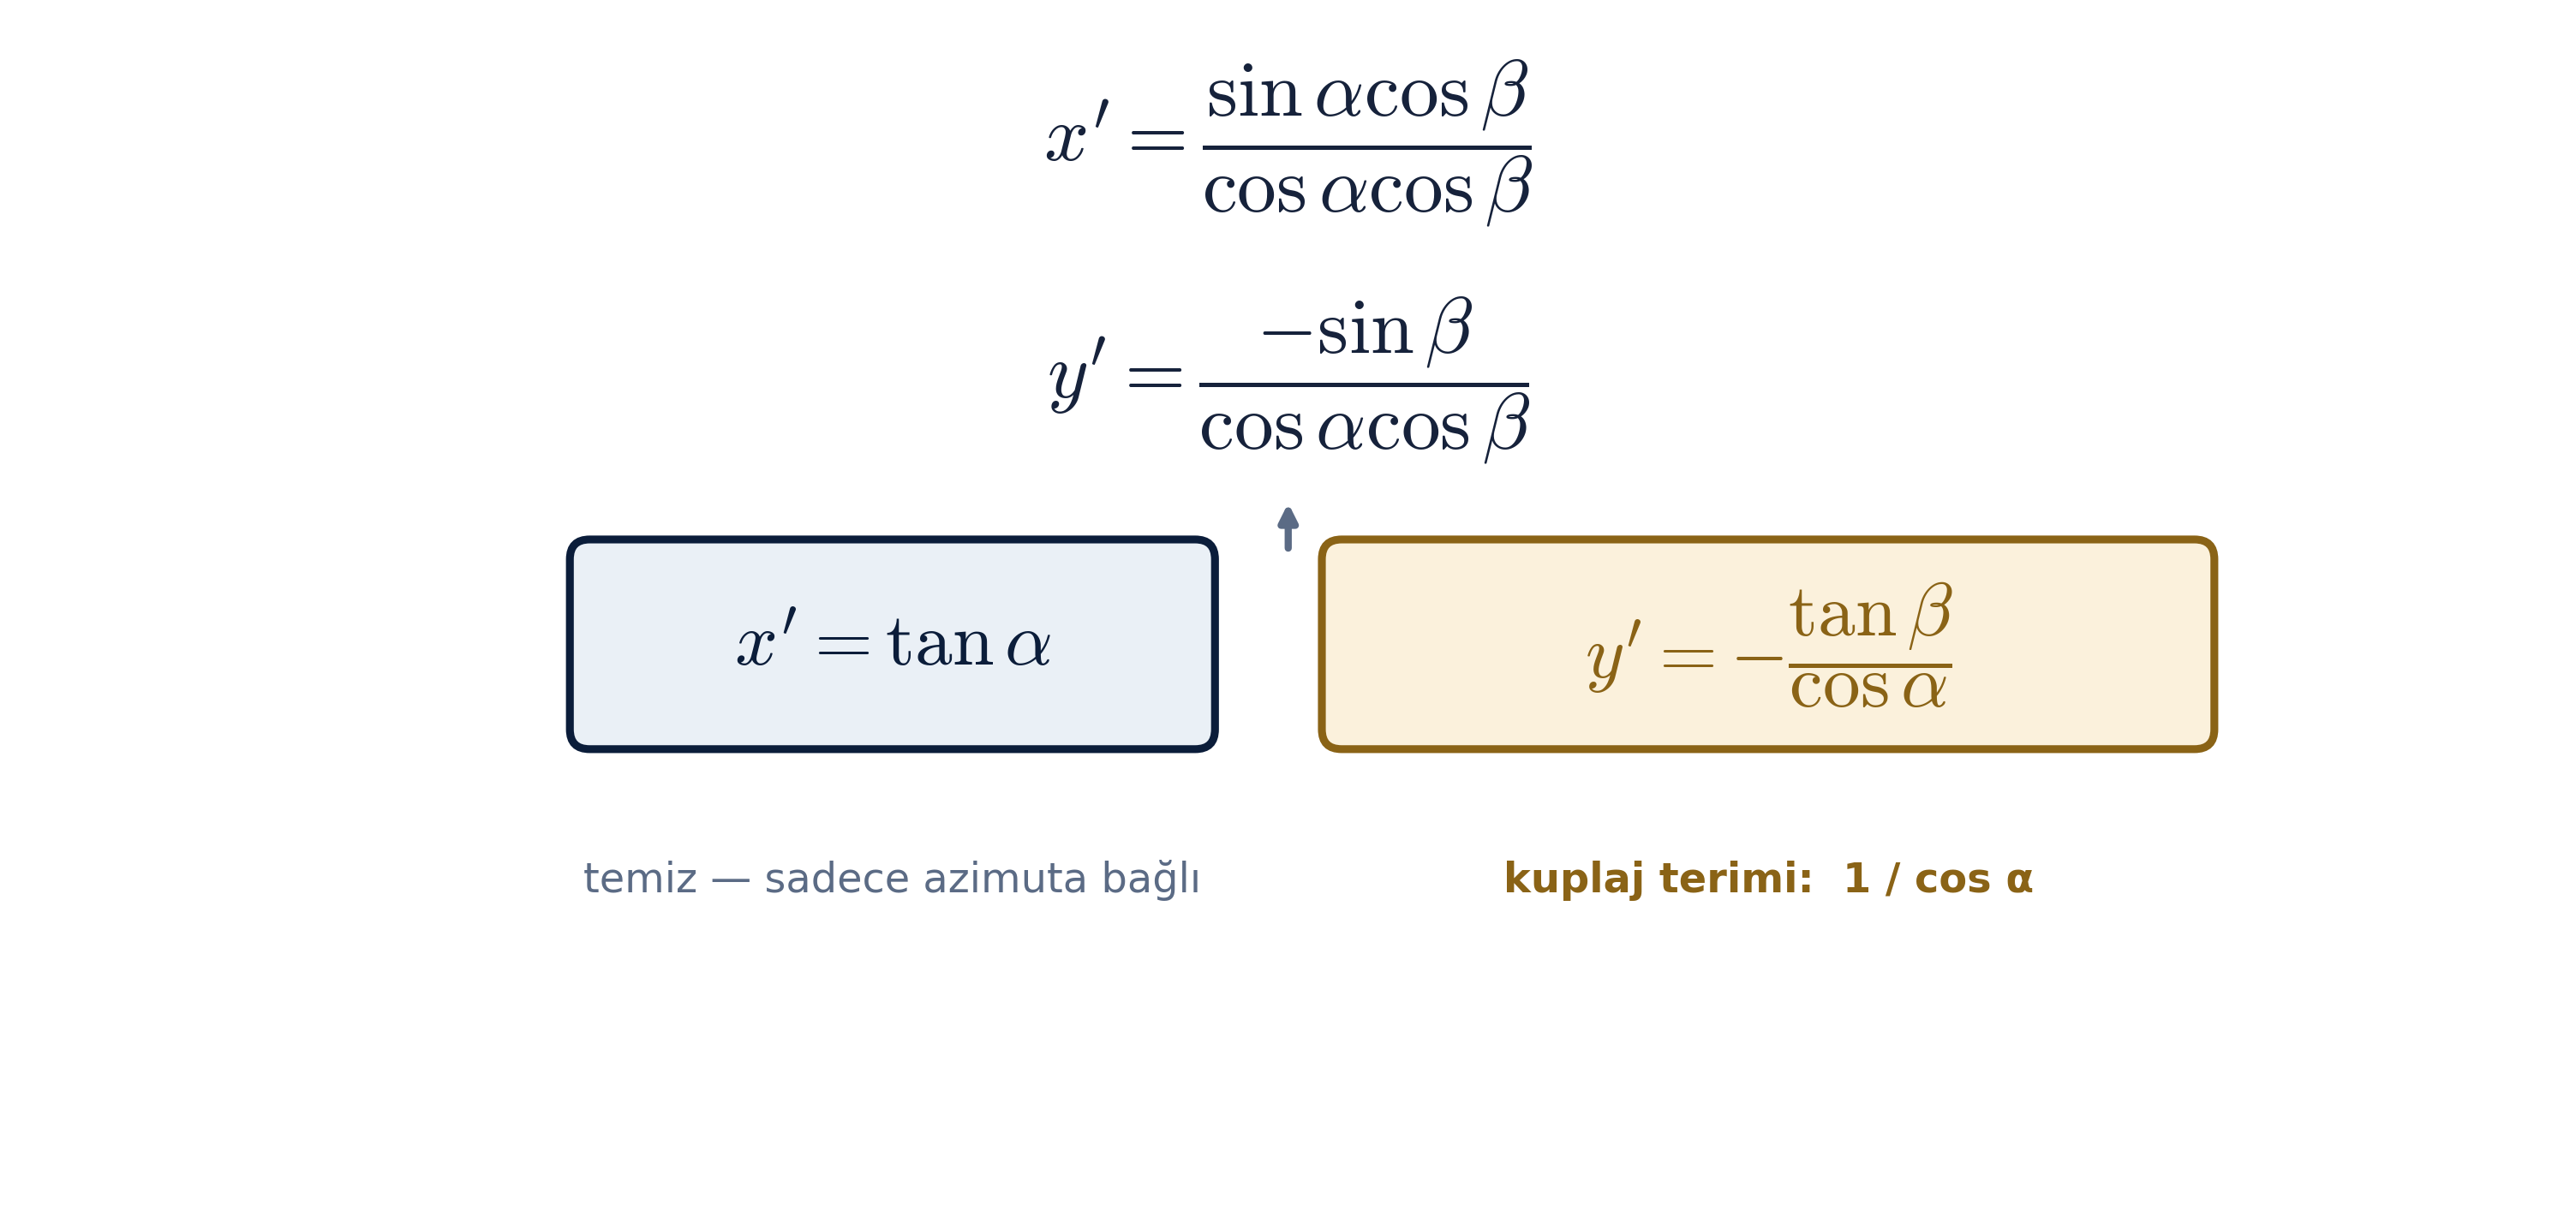 x′ = sin α cos β / cos α cos β
y′ = −sin β / cos α cos β
x′ = tan α
y′ = − tan β / cos α
temiz — sadece azimuta bağlı
kuplaj terimi: 1 / cos α